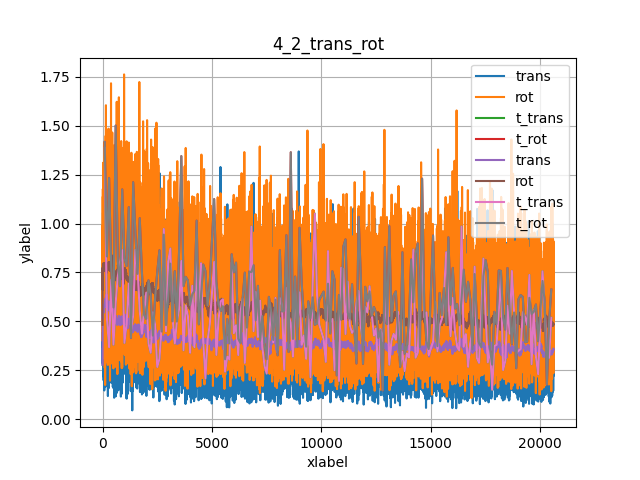 4_2_trans_rot
ylabel
1.75
1.50
1.25
1.00
0.75
0.50
0.25
0.00
trans
rot
t_trans
t_rot
trans
rot
t_trans
t_rot
0 5000 10000 15000 20000
xlabel